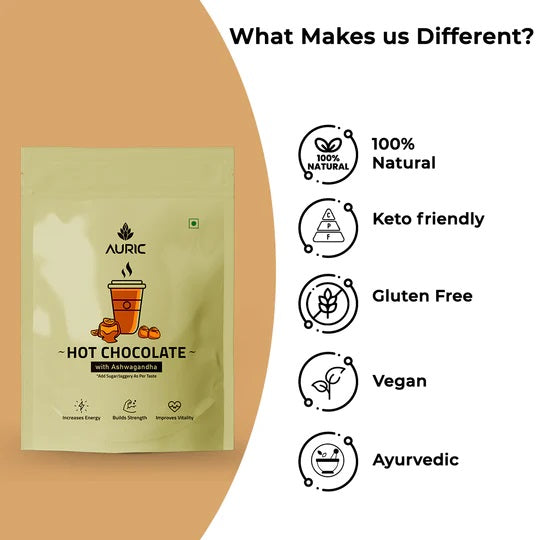 What Makes us Different?
AURIC
~ HOT CHOCOLATE ~
with Ashwagandha
*Add Sugar/Jaggery As Per Taste
Increases Energy
Builds Strength
Improves Vitality
100%
NATURAL
100%
Natural
C
P
F
Keto friendly
Gluten Free
Vegan
Ayurvedic